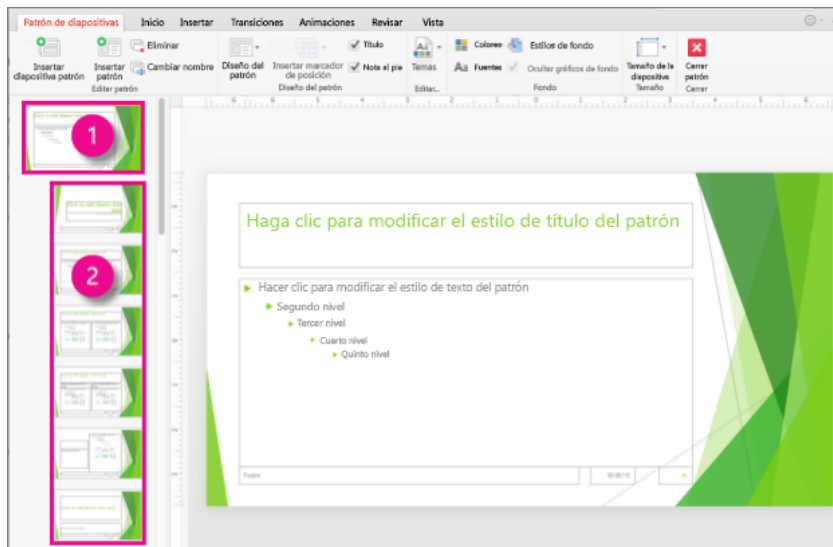 Patrón de diapositivas Inicio Insertar Transiciones Animaciones Revisar Vista
Insertar diapositiva patrón
Insertar patrón
Eliminar
Cambiar nombre
Editar patrón
Diseño del patrón
Insertar marcador de posición
Título
Nota al pie
Diseño del patrón
Aa
Temas
Editar...
Colores
Aa Fuentes
Estilos de fondo
Ocultar gráficos de fondo
Fondo
Tamaño de la diapositiva
Tamaño
Cerrar patrón
Cerrar
1
2
Haga clic para modificar el estilo de título del patrón
Hacer clic para modificar el estilo de texto del patrón
Segundo nivel
Tercer nivel
Cuarto nivel
Quinto nivel
Footer